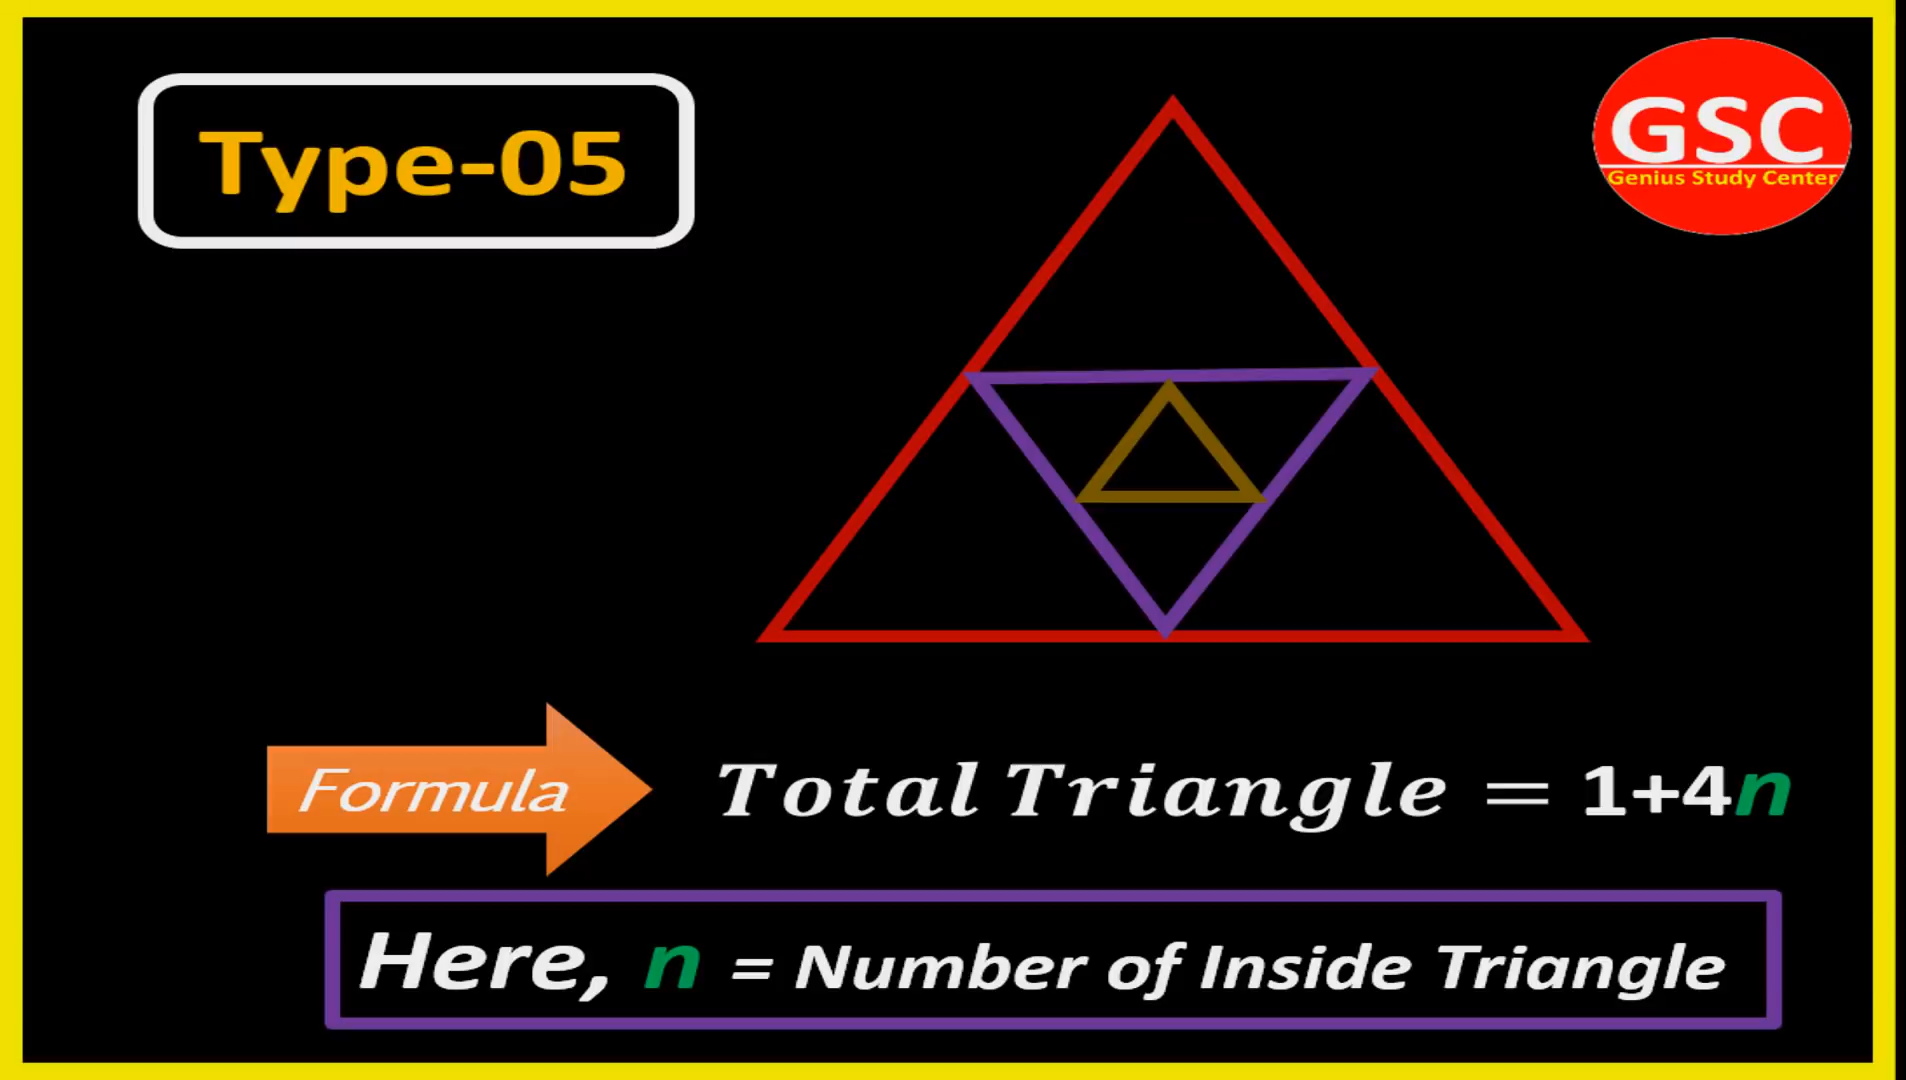 Type-05
GSC
Genius Study Center
Formula
Total Triangle = 1+4n
Here, n = Number of Inside Triangle